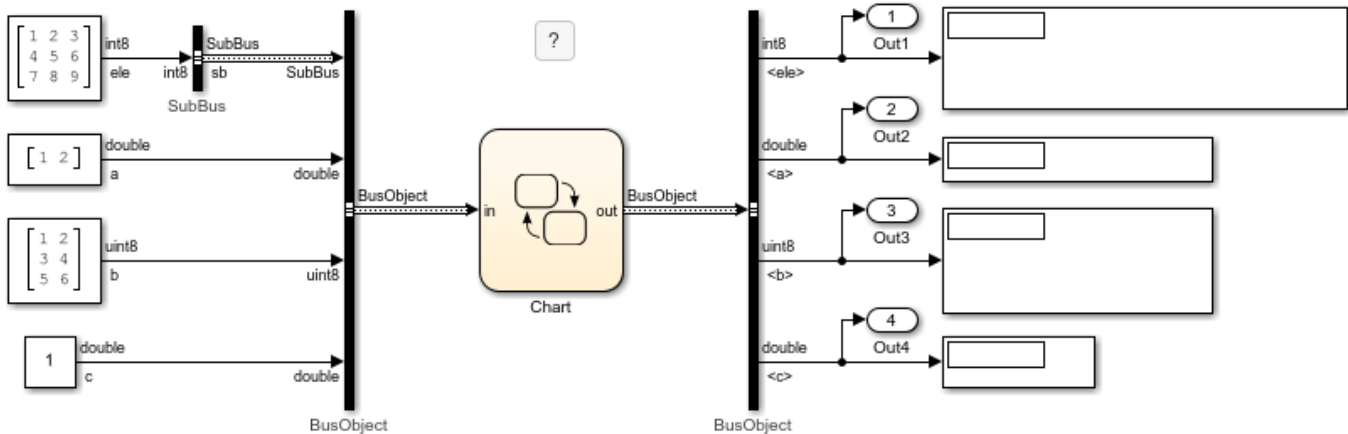 1 2 3
4 5 6
7 8 9
int8
ele
int8
SubBus
sb
SubBus
SubBus
?
int8
<ele>
1
Out1
1 2
double
a
double
double
<a>
2
Out2
BusObject
in
out
BusObject
1 2
3 4
5 6
uint8
b
uint8
uint8
<b>
3
Out3
Chart
1
double
c
double
double
<c>
4
Out4
BusObject
BusObject